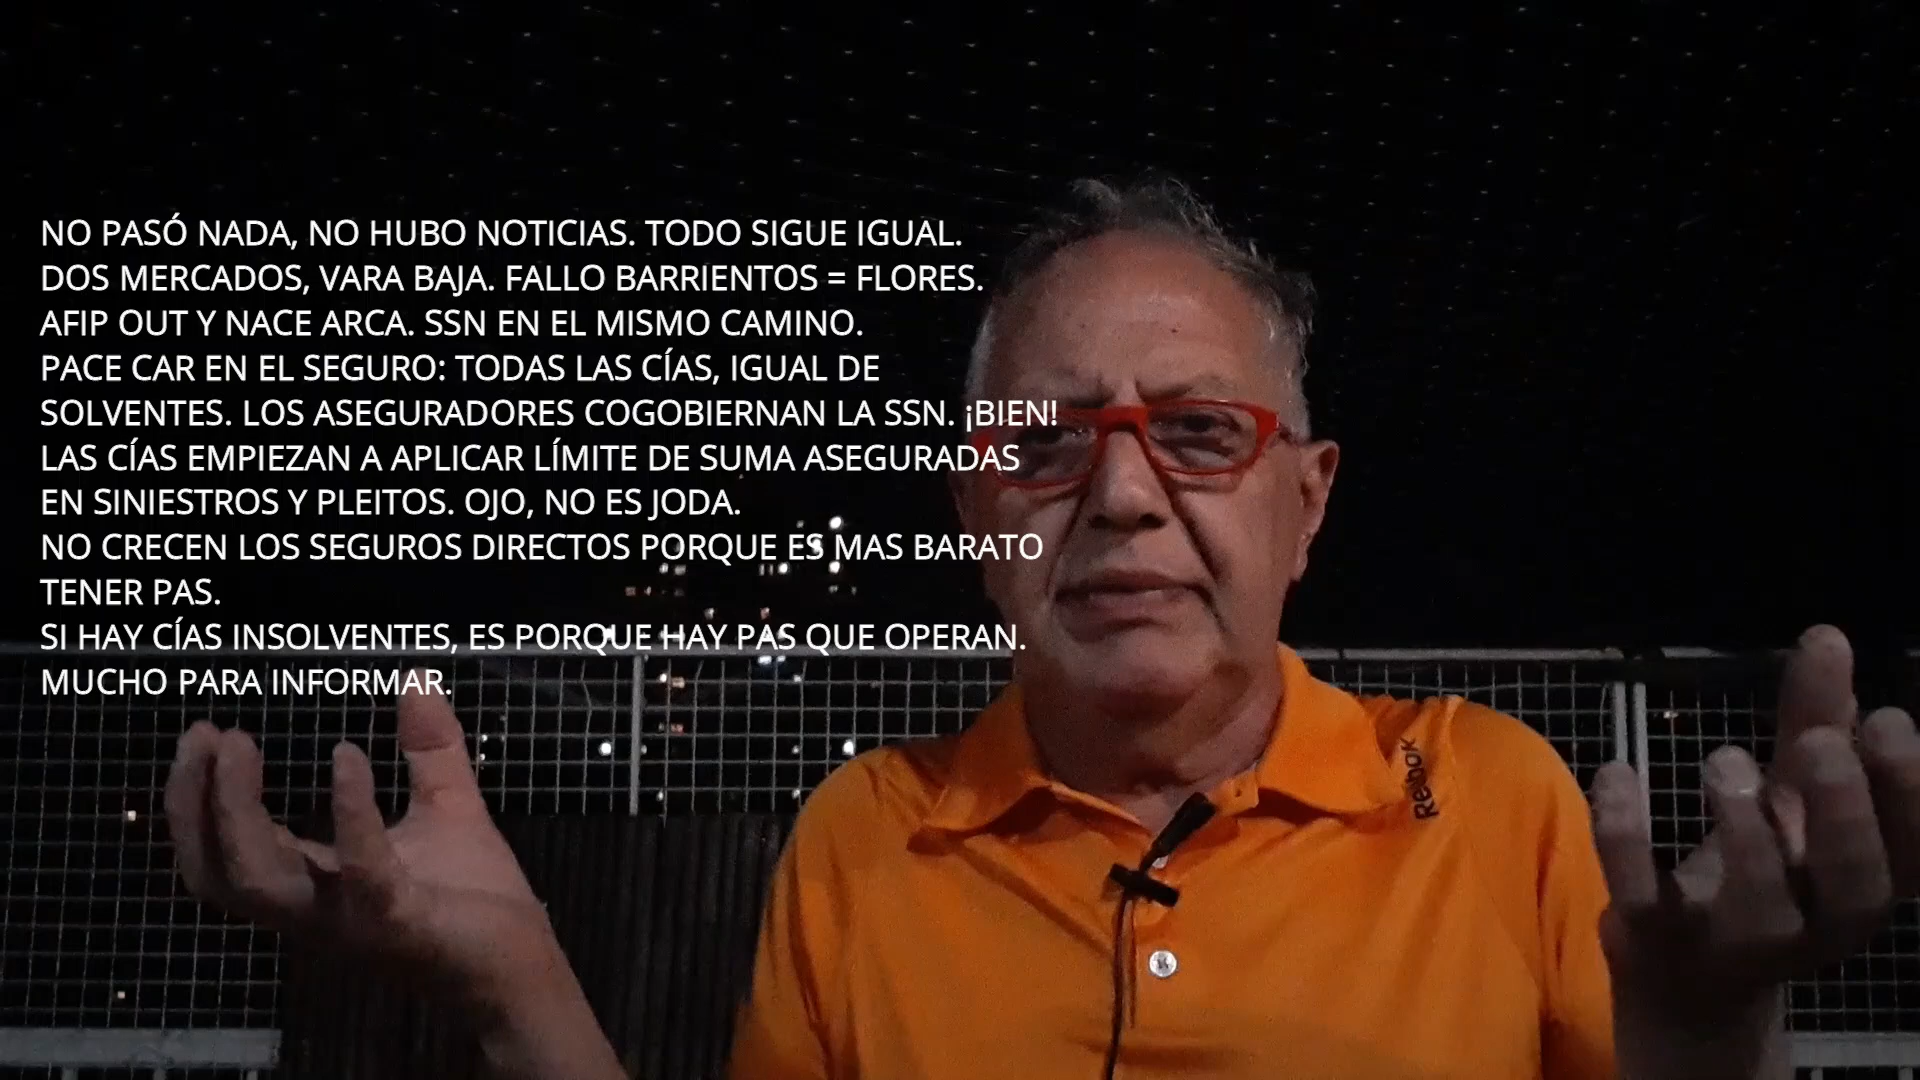 NO PASÓ NADA, NO HUBO NOTICIAS. TODO SIGUE IGUAL.
DOS MERCADOS, VARA BAJA. FALLO BARRIENTOS = FLORES.
AFIP OUT Y NACE ARCA. SSN EN EL MISMO CAMINO.
PACE CAR EN EL SEGURO: TODAS LAS CÍAS, IGUAL DE
SOLVENTES. LOS ASEGURADORES COGOBIERNAN LA SSN. ¡BIEN!
LAS CÍAS EMPIEZAN A APLICAR LÍMITE DE SUMA ASEGURADAS
EN SINIESTROS Y PLEITOS. OJO, NO ES JODA.
NO CRECEN LOS SEGUROS DIRECTOS PORQUE ES MAS BARATO
TENER PAS.
SI HAY CÍAS INSOLVENTES, ES PORQUE HAY PAS QUE OPERAN.
MUCHO PARA INFORMAR.
Reebok